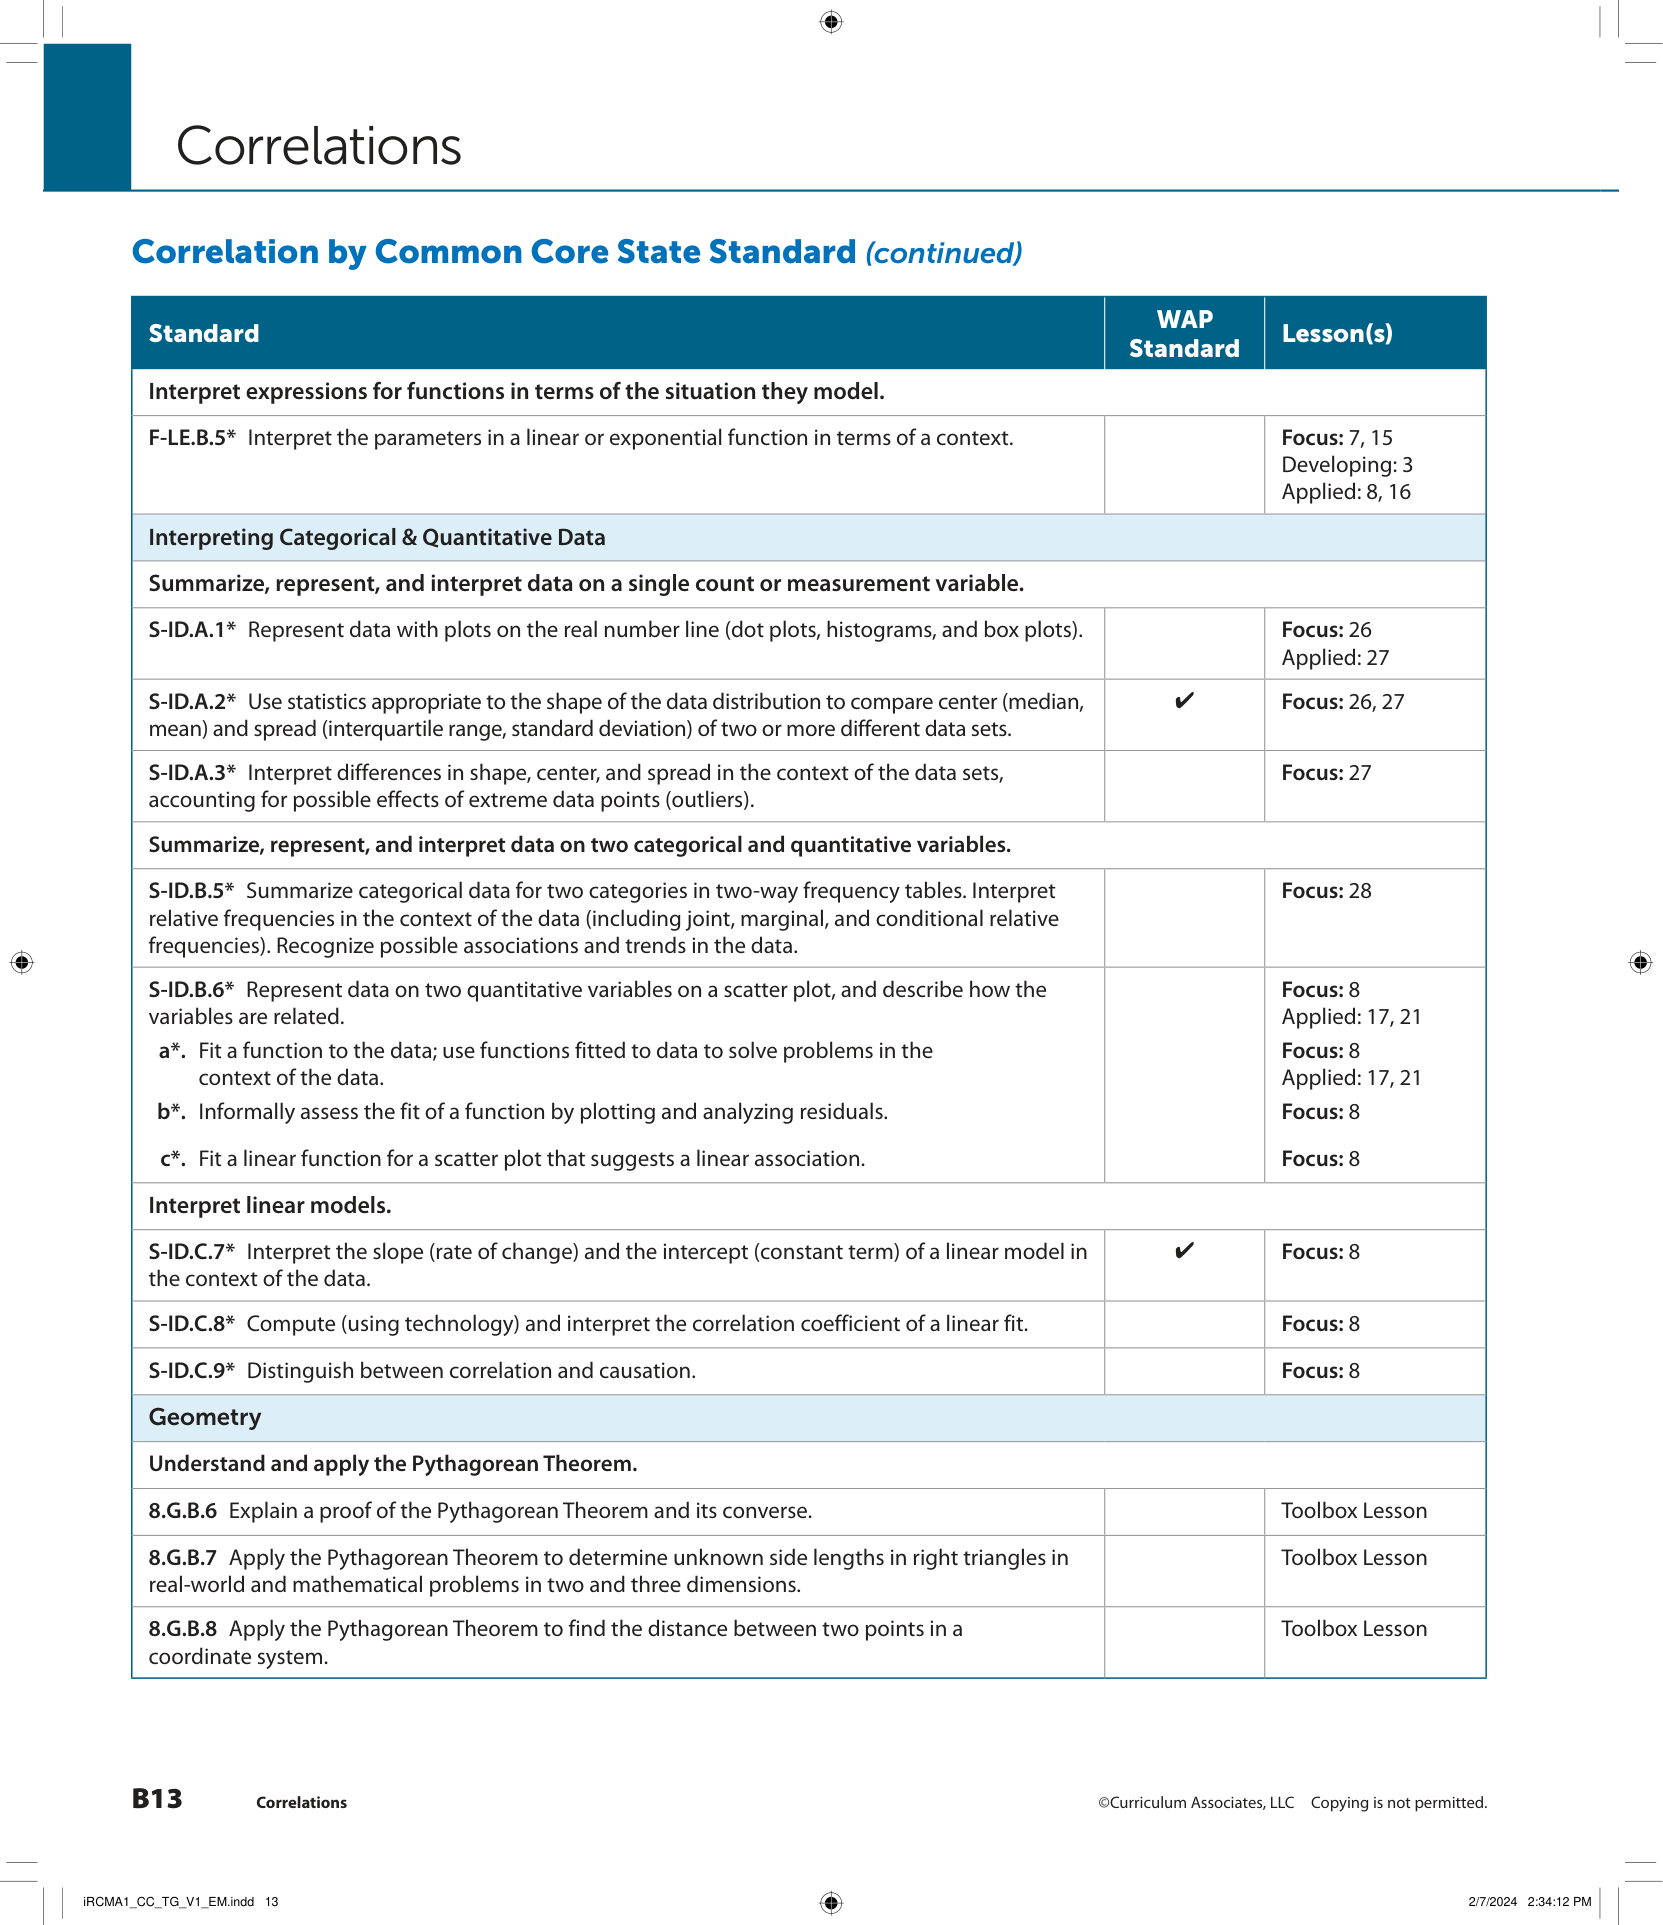 Correlations
Correlation by Common Core State Standard (continued)
Standard
WAP
Standard
Lesson(s)
Interpret expressions for functions in terms of the situation they model.
F-LE.B.5* Interpret the parameters in a linear or exponential function in terms of a context.
Focus: 7, 15
Developing: 3
Applied: 8, 16
Interpreting Categorical & Quantitative Data
Summarize, represent, and interpret data on a single count or measurement variable.
S-ID.A.1* Represent data with plots on the real number line (dot plots, histograms, and box plots).
Focus: 26
Applied: 27
S-ID.A.2* Use statistics appropriate to the shape of the data distribution to compare center (median,
mean) and spread (interquartile range, standard deviation) of two or more different data sets.
✔
Focus: 26, 27
S-ID.A.3* Interpret differences in shape, center, and spread in the context of the data sets,
accounting for possible effects of extreme data points (outliers).
Focus: 27
Summarize, represent, and interpret data on two categorical and quantitative variables.
S-ID.B.5* Summarize categorical data for two categories in two-way frequency tables. Interpret
relative frequencies in the context of the data (including joint, marginal, and conditional relative
frequencies). Recognize possible associations and trends in the data.
Focus: 28
S-ID.B.6* Represent data on two quantitative variables on a scatter plot, and describe how the
variables are related.
Focus: 8
Applied: 17, 21
a*. Fit a function to the data; use functions fitted to data to solve problems in the
context of the data.
Focus: 8
Applied: 17, 21
b*. Informally assess the fit of a function by plotting and analyzing residuals.
Focus: 8
c*. Fit a linear function for a scatter plot that suggests a linear association.
Focus: 8
Interpret linear models.
S-ID.C.7* Interpret the slope (rate of change) and the intercept (constant term) of a linear model in
the context of the data.
✔
Focus: 8
S-ID.C.8* Compute (using technology) and interpret the correlation coefficient of a linear fit.
Focus: 8
S-ID.C.9* Distinguish between correlation and causation.
Focus: 8
Geometry
Understand and apply the Pythagorean Theorem.
8.G.B.6 Explain a proof of the Pythagorean Theorem and its converse.
Toolbox Lesson
8.G.B.7 Apply the Pythagorean Theorem to determine unknown side lengths in right triangles in
real-world and mathematical problems in two and three dimensions.
Toolbox Lesson
8.G.B.8 Apply the Pythagorean Theorem to find the distance between two points in a
coordinate system.
Toolbox Lesson
B13 Correlations
©Curriculum Associates, LLC Copying is not permitted.
iRCMA1_CC_TG_V1_EM.indd 13
2/7/2024 2:34:12 PM